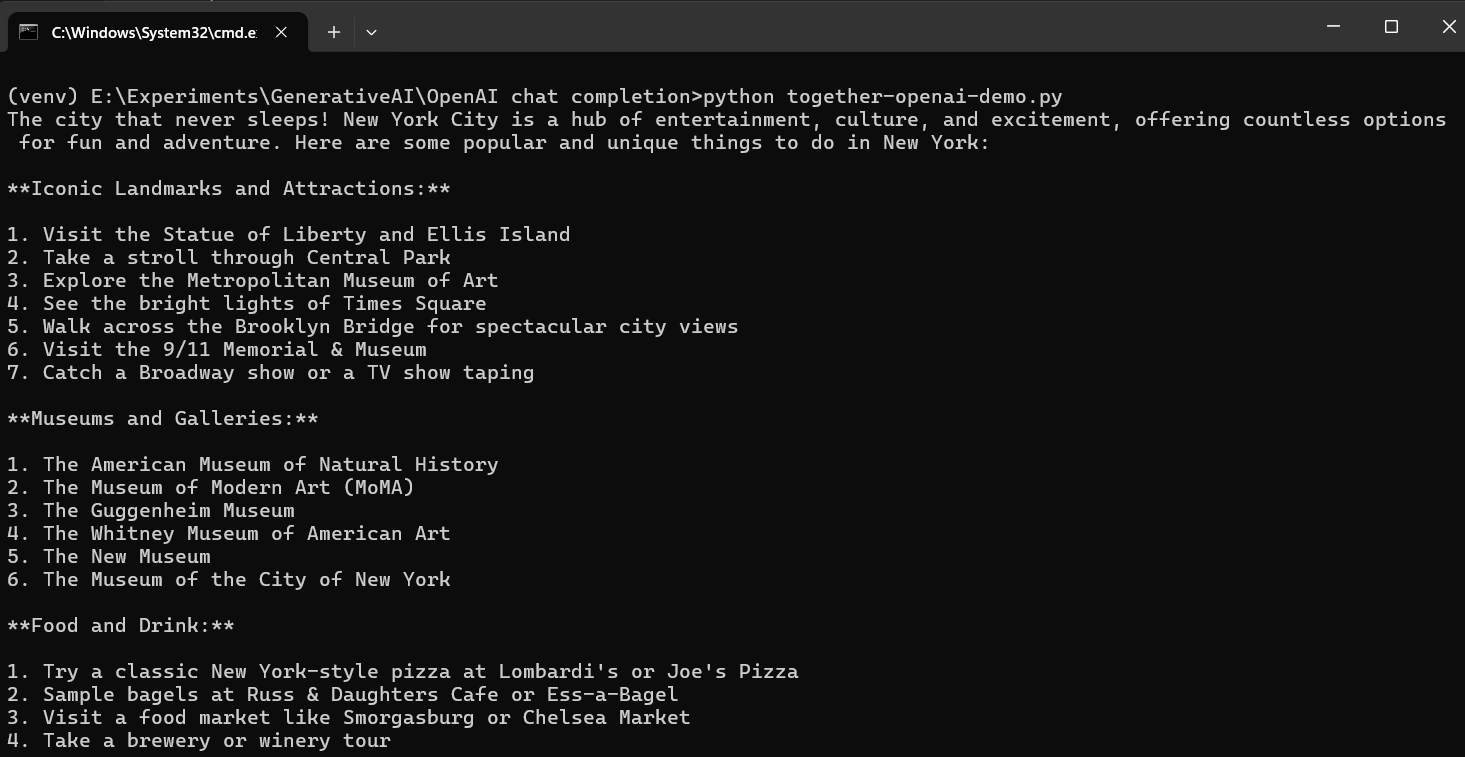 C:\Windows\System32\cmd.e
(venv) E:\Experiments\GenerativeAI\OpenAI chat completion>python together-openai-demo.py
The city that never sleeps! New York City is a hub of entertainment, culture, and excitement, offering countless options
for fun and adventure. Here are some popular and unique things to do in New York:
**Iconic Landmarks and Attractions:**
1. Visit the Statue of Liberty and Ellis Island
2. Take a stroll through Central Park
3. Explore the Metropolitan Museum of Art
4. See the bright lights of Times Square
5. Walk across the Brooklyn Bridge for spectacular city views
6. Visit the 9/11 Memorial & Museum
7. Catch a Broadway show or a TV show taping
**Museums and Galleries:**
1. The American Museum of Natural History
2. The Museum of Modern Art (MoMA)
3. The Guggenheim Museum
4. The Whitney Museum of American Art
5. The New Museum
6. The Museum of the City of New York
**Food and Drink:**
1. Try a classic New York-style pizza at Lombardi's or Joe's Pizza
2. Sample bagels at Russ & Daughters Cafe or Ess-a-Bagel
3. Visit a food market like Smorgasburg or Chelsea Market
4. Take a brewery or winery tour